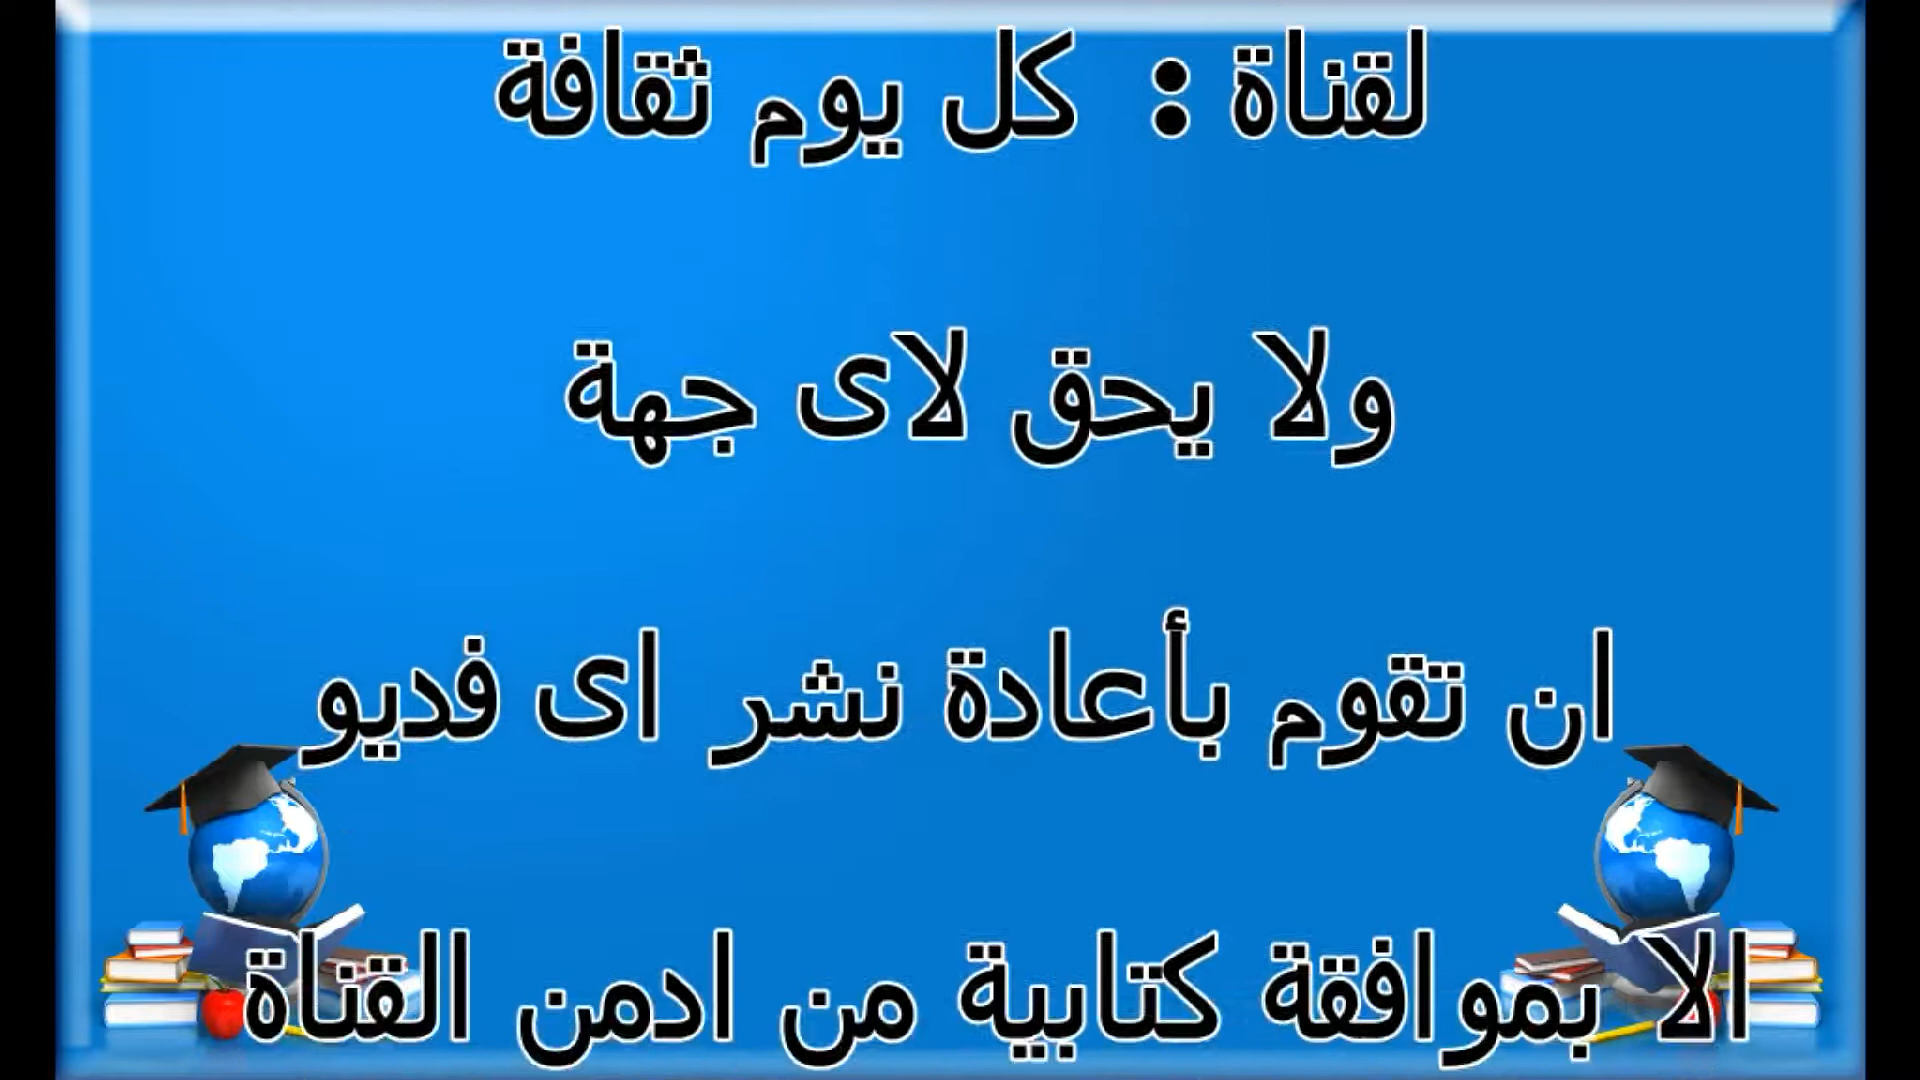 لقناة : كل يوم ثقافة
ولا يحق لاى جهة
ان تقوم بأعادة نشر اى فديو
الا بموافقة كتابية من ادمن القناة